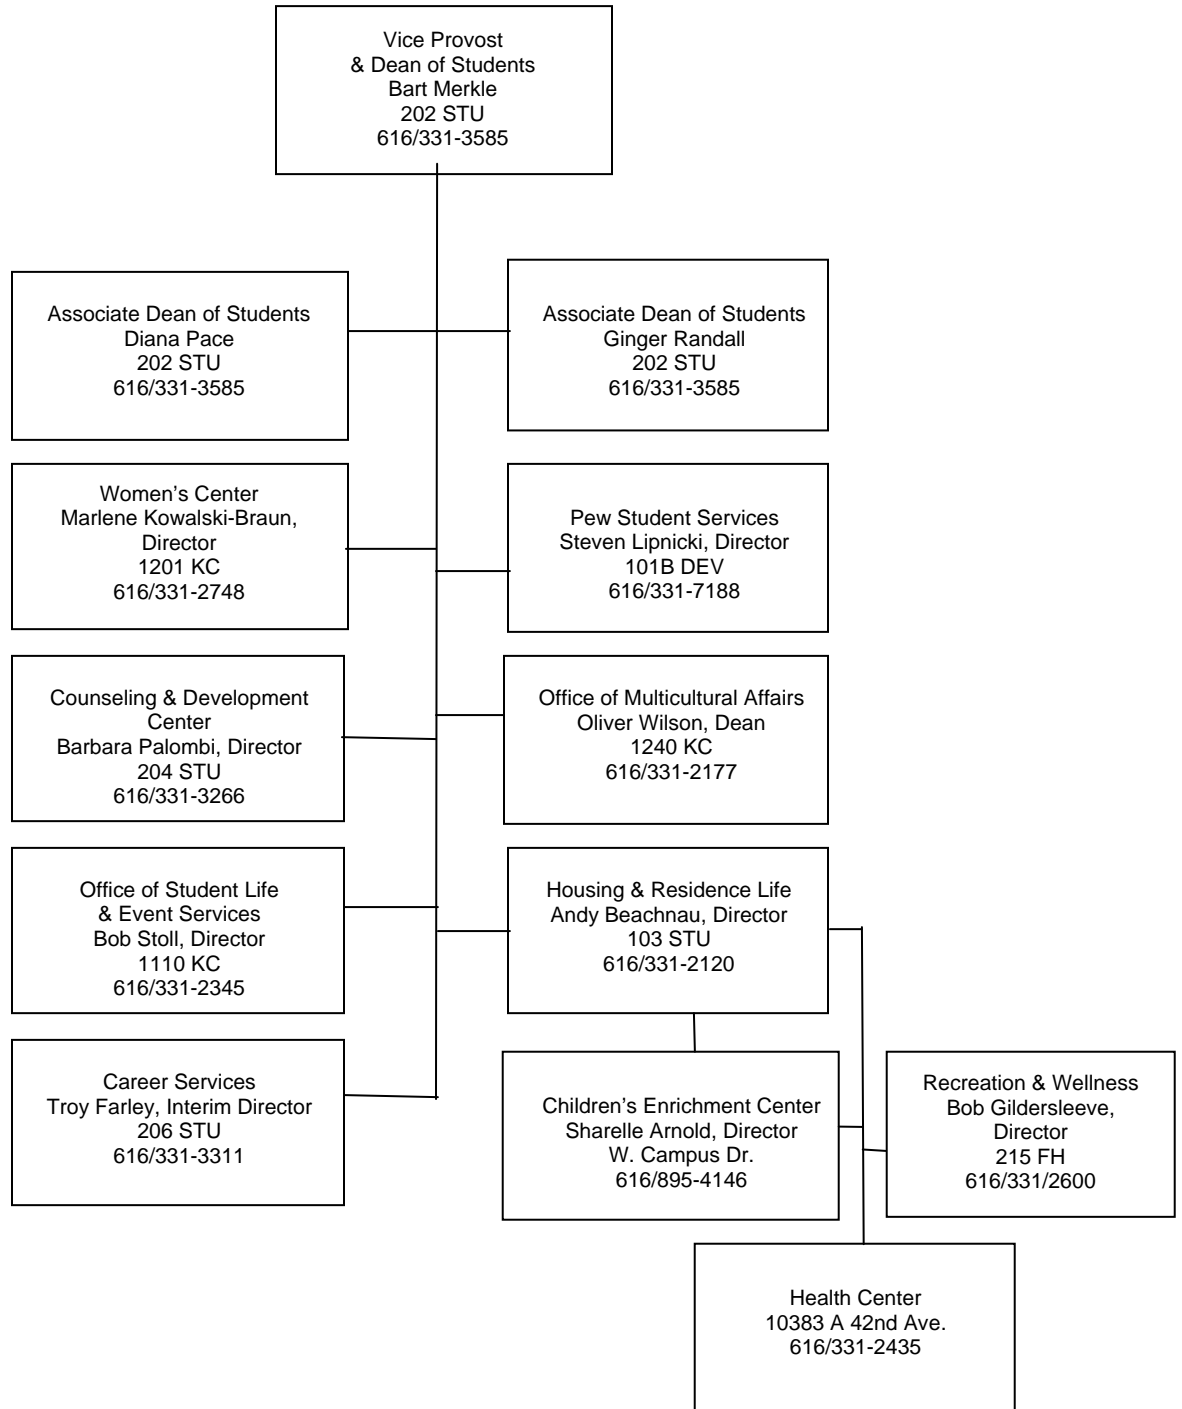 Vice Provost
& Dean of Students
Bart Merkle
202 STU
616/331-3585
Associate Dean of Students
Diana Pace
202 STU
616/331-3585
Associate Dean of Students
Ginger Randall
202 STU
616/331-3585
Women's Center
Marlene Kowalski-Braun,
Director
1201 KC
616/331-2748
Pew Student Services
Steven Lipnicki, Director
101B DEV
616/331-7188
Counseling & Development
Center
Barbara Palombi, Director
204 STU
616/331-3266
Office of Multicultural Affairs
Oliver Wilson, Dean
1240 KC
616/331-2177
Office of Student Life
& Event Services
Bob Stoll, Director
1110 KC
616/331-2345
Housing & Residence Life
Andy Beachnau, Director
103 STU
616/331-2120
Career Services
Troy Farley, Interim Director
206 STU
616/331-3311
Children's Enrichment Center
Sharelle Arnold, Director
W. Campus Dr.
616/895-4146
Recreation & Wellness
Bob Gildersleeve,
Director
215 FH
616/331/2600
Health Center
10383 A 42nd Ave.
616/331-2435